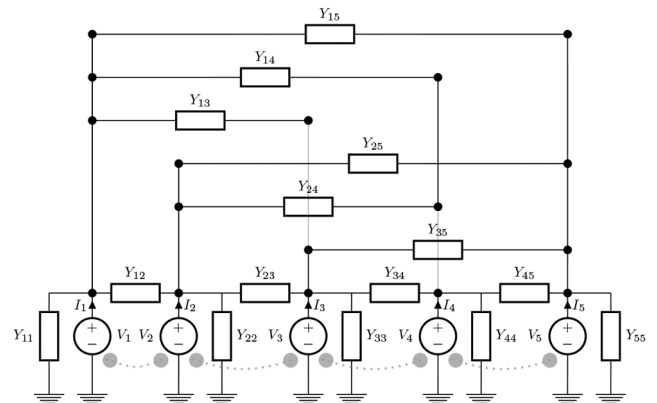 Y₁₅
Y₁₄
Y₁₃
Y₂₅
Y₂₄
Y₃₅
Y₁₂ Y₂₃ Y₃₄ Y₄₅
I₁ I₂ I₃ I₄ I₅
Y₁₁ + V₁ V₂ + Y₂₂ V₃ + Y₃₃ V₄ + Y₄₄ V₅ + Y₅₅
− − − − −